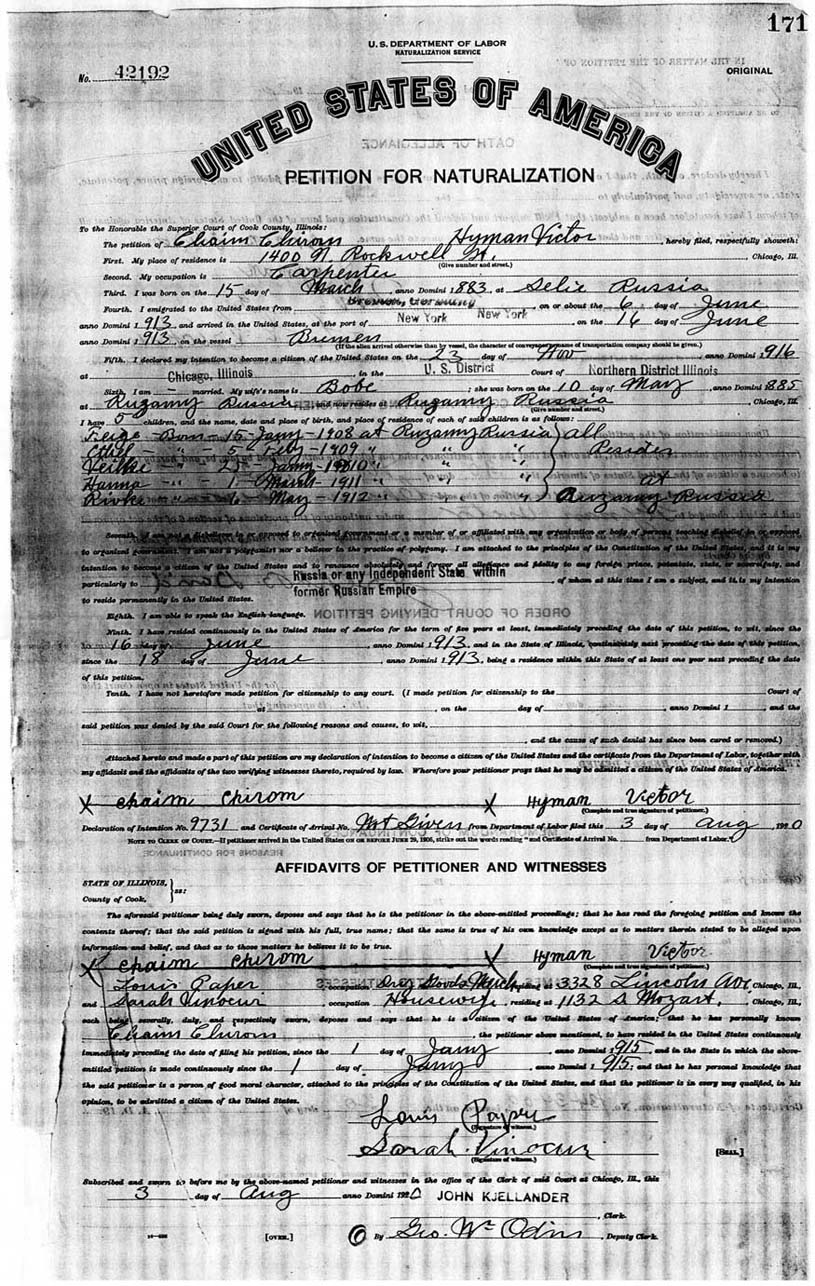 171
U.S. DEPARTMENT OF LABOR
NATURALIZATION SERVICE
No. 42192
ORIGINAL
UNITED STATES OF AMERICA
PETITION FOR NATURALIZATION
To the Honorable the Superior Court of Cook County, Illinois:
The petition of Chaim Chirom Hyman Victor, hereby filed, respectfully showeth:
First. My place of residence is 1400 N. Rockwell St. Chicago, Ill.
(Give number and street.)
Second. My occupation is Carpenter
Third. I was born on the 15 day of March, anno Domini 1883, at Selie Russia
Fourth. I emigrated to the United States from Bremen, Germany on or about the 6 day of June
anno Domini 1913, and arrived in the United States, at the port of New York New York on the 16 day of June
anno Domini 1913 on the vessel Bremen
(If the alien arrived otherwise than by vessel, the character of conveyance or name of transportation company should be given.)
Fifth. I declared my intention to become a citizen of the United States on the 23 day of Nov, anno Domini 1916
at Chicago, Illinois in the U. S. District Court of Northern District Illinois
Sixth. I am - married. My wife's name is Bobe; she was born on the 10 day of May, anno Domini 1885
at Ruzamy Russia, and now resides at Ruzamy Russia, Chicago, Ill.
(Give number and street.)
I have 5 children, and the name, date and place of birth, and place of residence of each of said children is as follows:
Feige - Born - 15 - Jany - 1908 at Ruzamy Russia } all
" - 5 - Feby - 1909 " " " Resides
" - 25 - Jany - 1910 " " "
Hanna - " - 1 - March - 1911 " " " at
Rivke - " - 6 - May - 1912 " " " Ruzamy Russia
Seventh. I am not a disbeliever in or opposed to organized government or a member of or affiliated with any organization or body of persons teaching disbelief in or opposed
to organized government. I am not a polygamist nor a believer in the practice of polygamy. I am attached to the principles of the Constitution of the United States, and it is my
intention to become a citizen of the United States and to renounce absolutely and forever all allegiance and fidelity to any foreign prince, potentate, state, or sovereignty, and
particularly to Russia or any Independent State within former Russian Empire, of whom at this time I am a subject, and it is my intention
to reside permanently in the United States.
Eighth. I am able to speak the English language.
Ninth. I have resided continuously in the United States of America for the term of five years at least, immediately preceding the date of this petition, to wit, since the
16 day of June, anno Domini 1913, and in the State of Illinois, continuously next preceding the date of this petition,
since the 18 day of June, anno Domini 1913, being a residence within this State of at least one year next preceding the date
of this petition.
Tenth. I have not heretofore made petition for citizenship to any court. (I made petition for citizenship to the Court of
at, on the day of, anno Domini 1 and the
said petition was denied by the said Court for the following reasons and causes, to wit,
and the cause of such denial has since been cured or removed.)
Attached hereto and made a part of this petition are my declaration of intention to become a citizen of the United States and the certificate from the Department of Labor, together with
my affidavit and the affidavits of the two verifying witnesses thereto, required by law. Wherefore your petitioner prays that he may be admitted a citizen of the United States of America.
X Chaim Chirom X Hyman Victor
(Complete and true signature of petitioner.)
Declaration of Intention No. 9731 and Certificate of Arrival No. Not Given from Department of Labor filed this 3 day of Aug 1920
NOTE TO CLERK OF COURT.—If petitioner arrived in the United States ON OR BEFORE JUNE 29, 1906, strike out the words reading "and Certificate of Arrival No. from Department of Labor."
AFFIDAVITS OF PETITIONER AND WITNESSES
STATE OF ILLINOIS,
County of Cook, } ss:
The aforesaid petitioner being duly sworn, deposes and says that he is the petitioner in the above-entitled proceedings; that he has read the foregoing petition and knows the
contents thereof; that the said petition is signed with his full, true name; that the same is true of his own knowledge except as to matters therein stated to be alleged upon
information and belief, and that as to those matters he believes it to be true.
X Chaim Chirom X Hyman Victor
(Complete and true signature of petitioner.)
Louis Paper, occupation Dry Goods Merch, residing at 3328 Lincoln Ave, Chicago, Ill.,
and Sarah Vinocur, occupation Housewife, residing at 1132 S Mozart, Chicago, Ill.,
each being severally, duly, and respectively sworn, deposes and says that he is a citizen of the United States of America; that he has personally known
Chaim Chirom, the petitioner above mentioned, to have resided in the United States continuously
immediately preceding the date of filing his petition, since the 1 day of Jany, anno Domini 1915, and in the State in which the above-
entitled petition is made continuously since the 1 day of Jany, anno Domini 1915; and that he has personal knowledge that
the said petitioner is a person of good moral character, attached to the principles of the Constitution of the United States, and that the petitioner is in every way qualified, in his
opinion, to be admitted a citizen of the United States.
Louis Paper
(Signature of witness.)
Sarah Vinocur
(Signature of witness.)
[SEAL.]
Subscribed and sworn to before me by the above-named petitioner and witnesses in the office of the Clerk of said Court at Chicago, Ill., this
3 day of Aug anno Domini 1920 JOHN KJELLANDER
, Clerk.
[OVER.] By Geo. Wm Odin, Deputy Clerk.